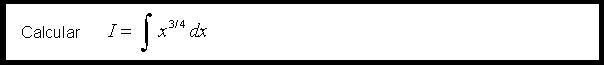 Calcular I = ∫ x^{3/4} dx